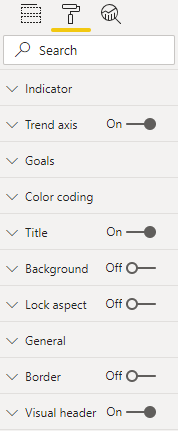 Search
Indicator
Trend axis On
Goals
Color coding
Title On
Background Off
Lock aspect Off
General
Border Off
Visual header On